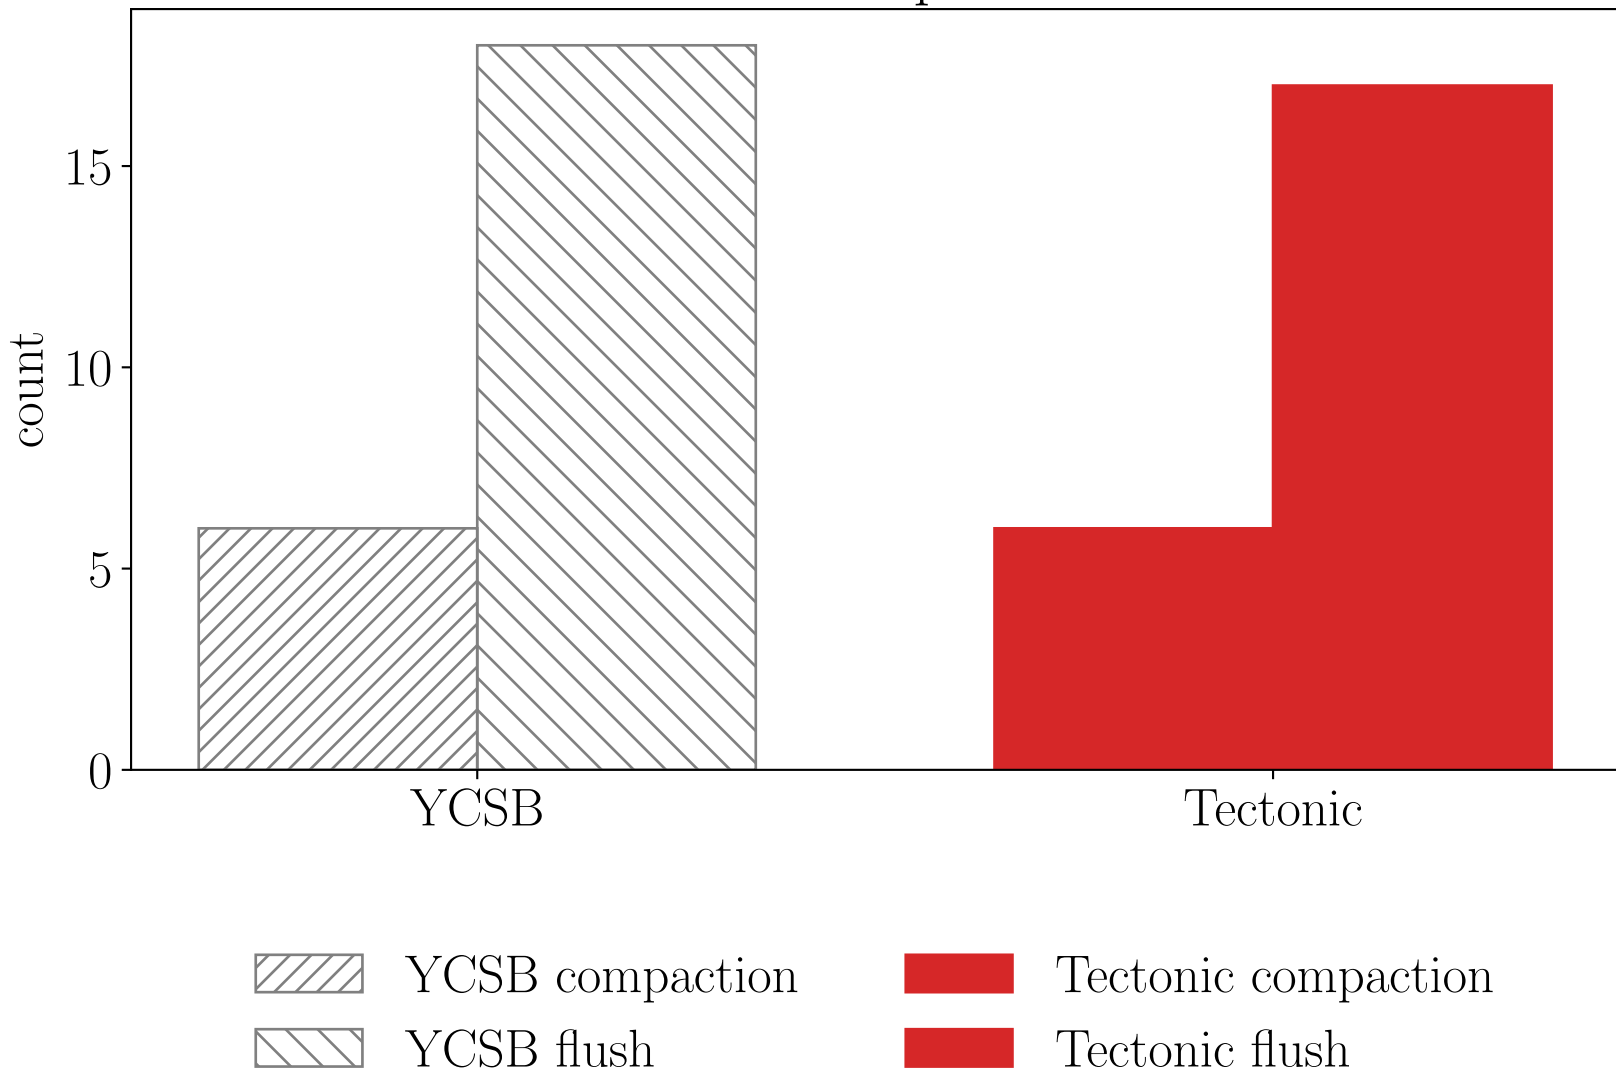 15
10
5
0
count
YCSB
Tectonic
YCSB compaction
YCSB flush
Tectonic compaction
Tectonic flush